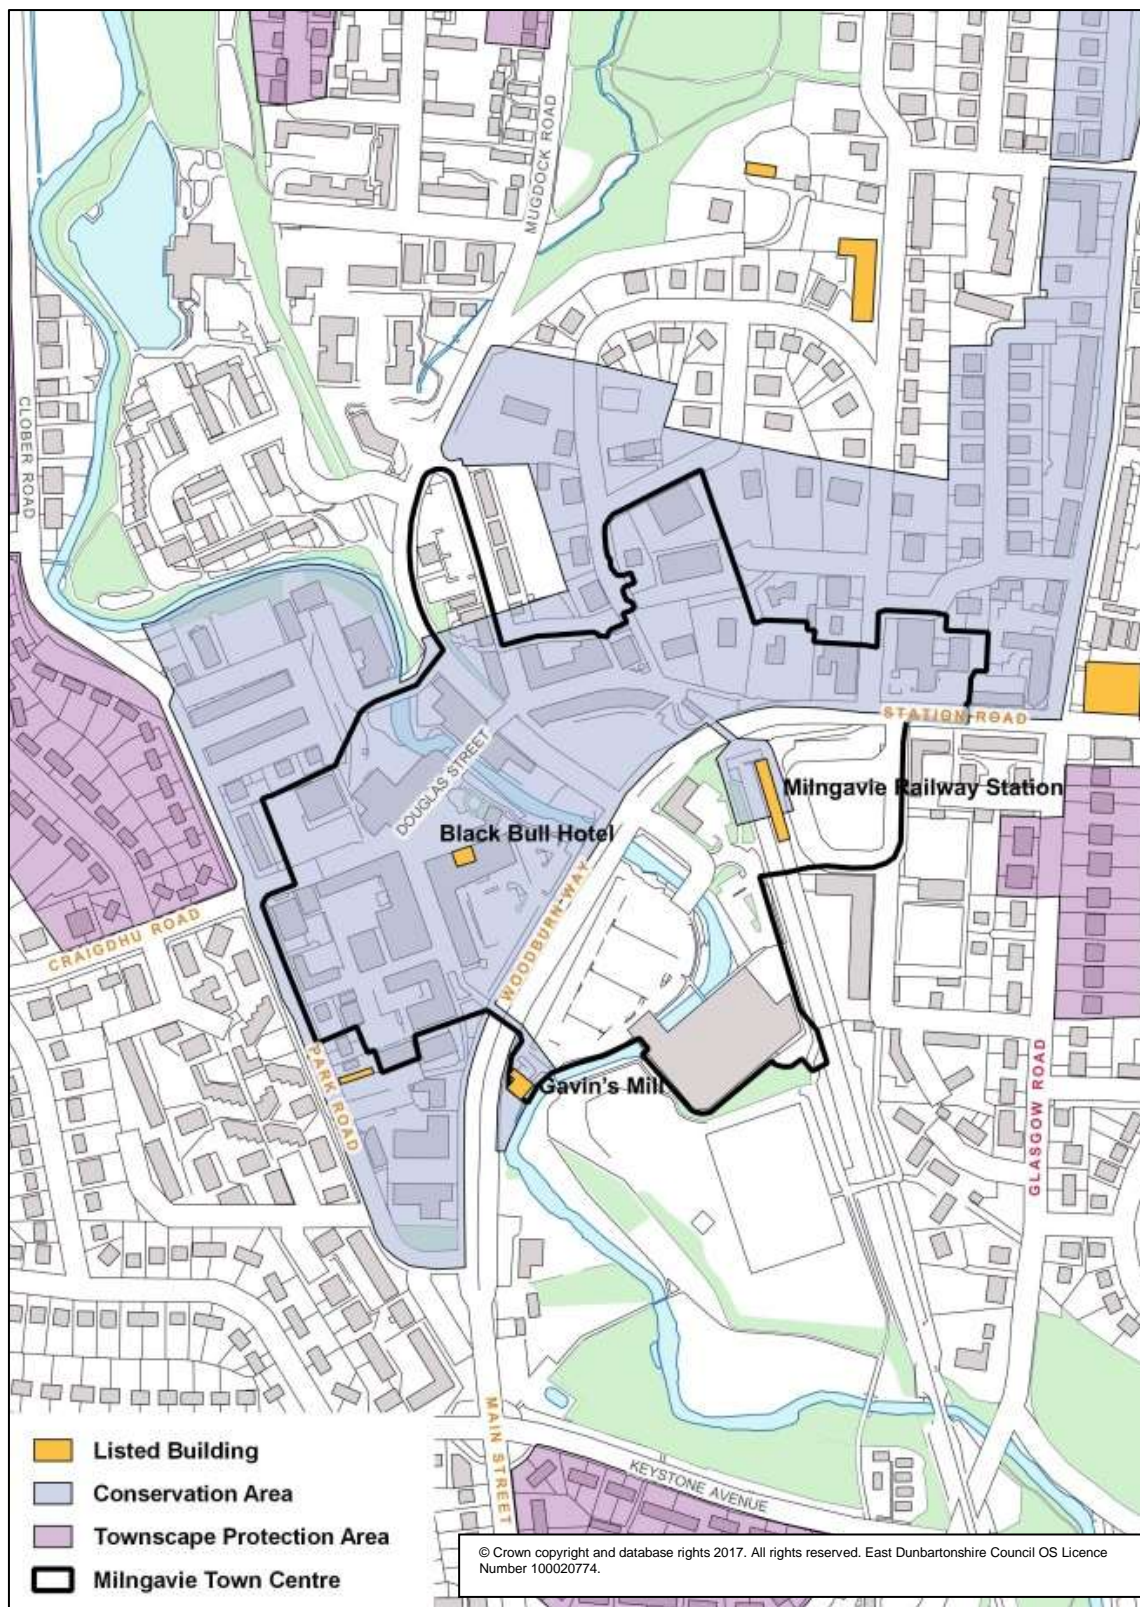 MUGDOCK ROAD
CLOBER ROAD
STATION ROAD
Milngavie Railway Station
DOUGLAS STREET
Black Bull Hotel
WOODBURN WAY
CRAIGDHU ROAD
PARK ROAD
Gavin's Mill
GLASGOW ROAD
MAIN STREET
KEYSTONE AVENUE
Listed Building
Conservation Area
Townscape Protection Area
Milngavie Town Centre
© Crown copyright and database rights 2017. All rights reserved. East Dunbartonshire Council OS Licence
Number 100020774.